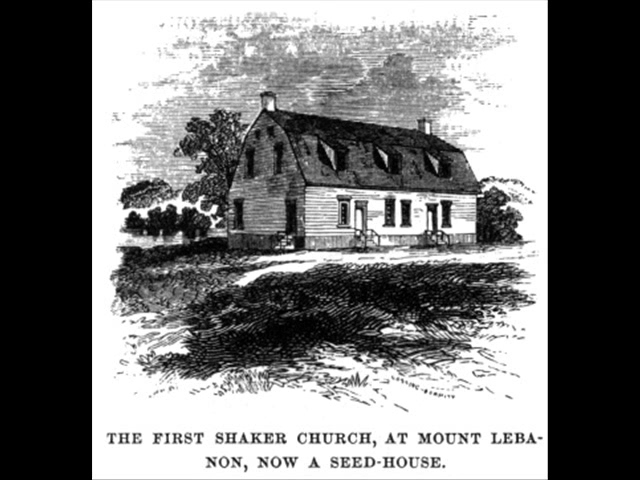 THE FIRST SHAKER CHURCH, AT MOUNT LEBA-
NON, NOW A SEED-HOUSE.